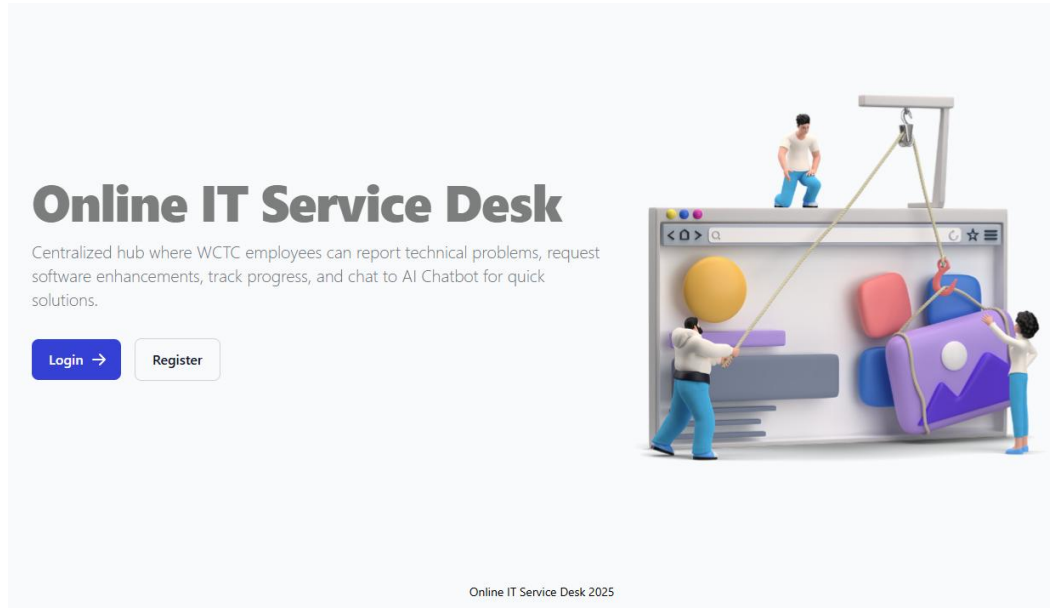 Online IT Service Desk
Centralized hub where WCTC employees can report technical problems, request
software enhancements, track progress, and chat to AI Chatbot for quick
solutions.
Login →
Register
Online IT Service Desk 2025